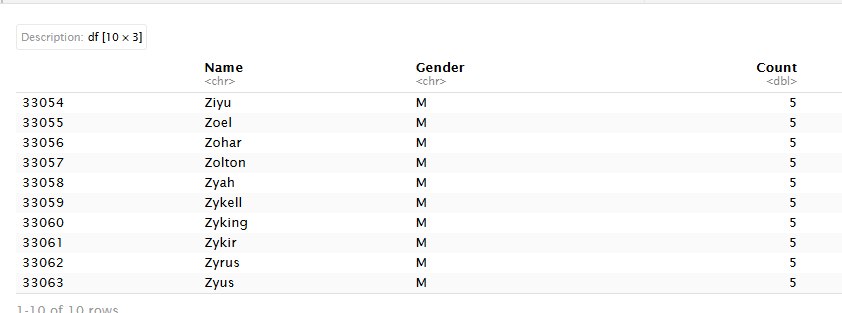 Description: df [10 × 3]
Name Gender Count
<chr> <chr> <dbl>
33054 Ziyu M 5
33055 Zoel M 5
33056 Zohar M 5
33057 Zolton M 5
33058 Zyah M 5
33059 Zykell M 5
33060 Zyking M 5
33061 Zykir M 5
33062 Zyrus M 5
33063 Zyus M 5
1-10 of 10 rows